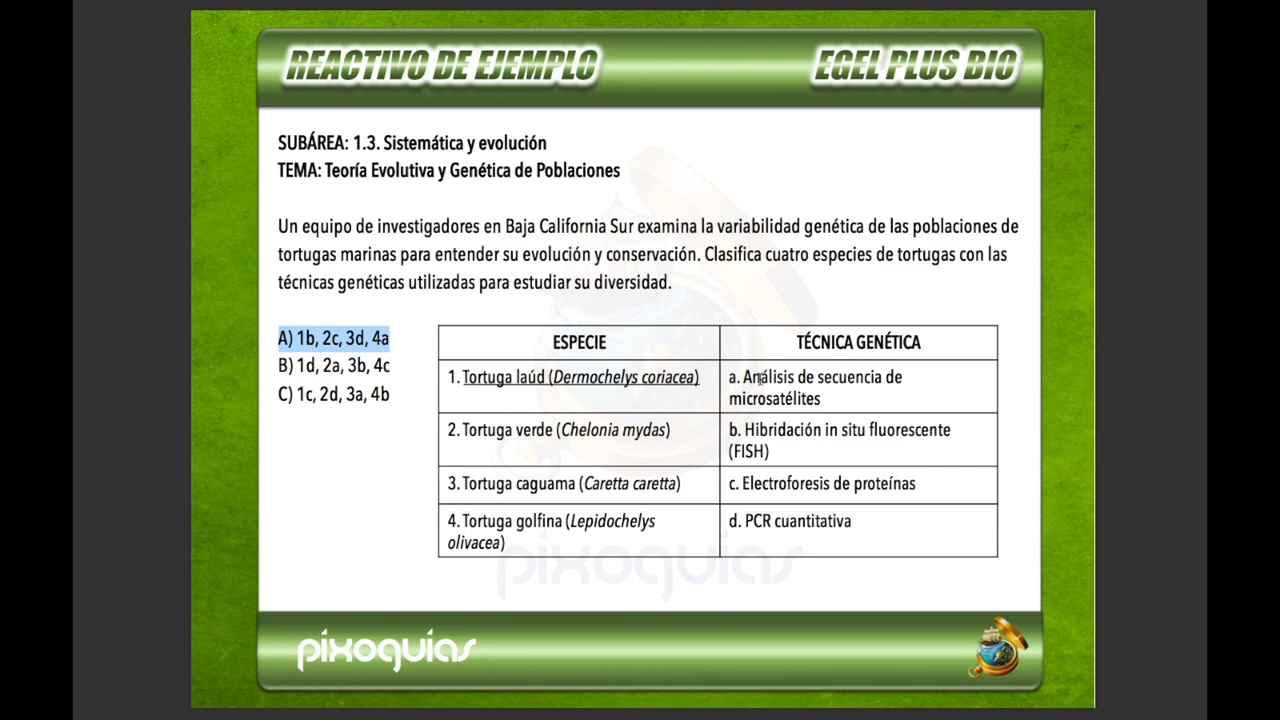 REACTIVO DE EJEMPLO
EGEL PLUS BIO
SUBÁREA: 1.3. Sistemática y evolución
TEMA: Teoría Evolutiva y Genética de Poblaciones
Un equipo de investigadores en Baja California Sur examina la variabilidad genética de las poblaciones de
tortugas marinas para entender su evolución y conservación. Clasifica cuatro especies de tortugas con las
técnicas genéticas utilizadas para estudiar su diversidad.
A) 1b, 2c, 3d, 4a
B) 1d, 2a, 3b, 4c
C) 1c, 2d, 3a, 4b
ESPECIE
TÉCNICA GENÉTICA
1. Tortuga laúd (Dermochelys coriacea)
a. Análisis de secuencia de
microsatélites
2. Tortuga verde (Chelonia mydas)
b. Hibridación in situ fluorescente
(FISH)
3. Tortuga caguama (Caretta caretta)
c. Electroforesis de proteínas
4. Tortuga golfina (Lepidochelys
olivacea)
d. PCR cuantitativa
pixoguías
pixoguías